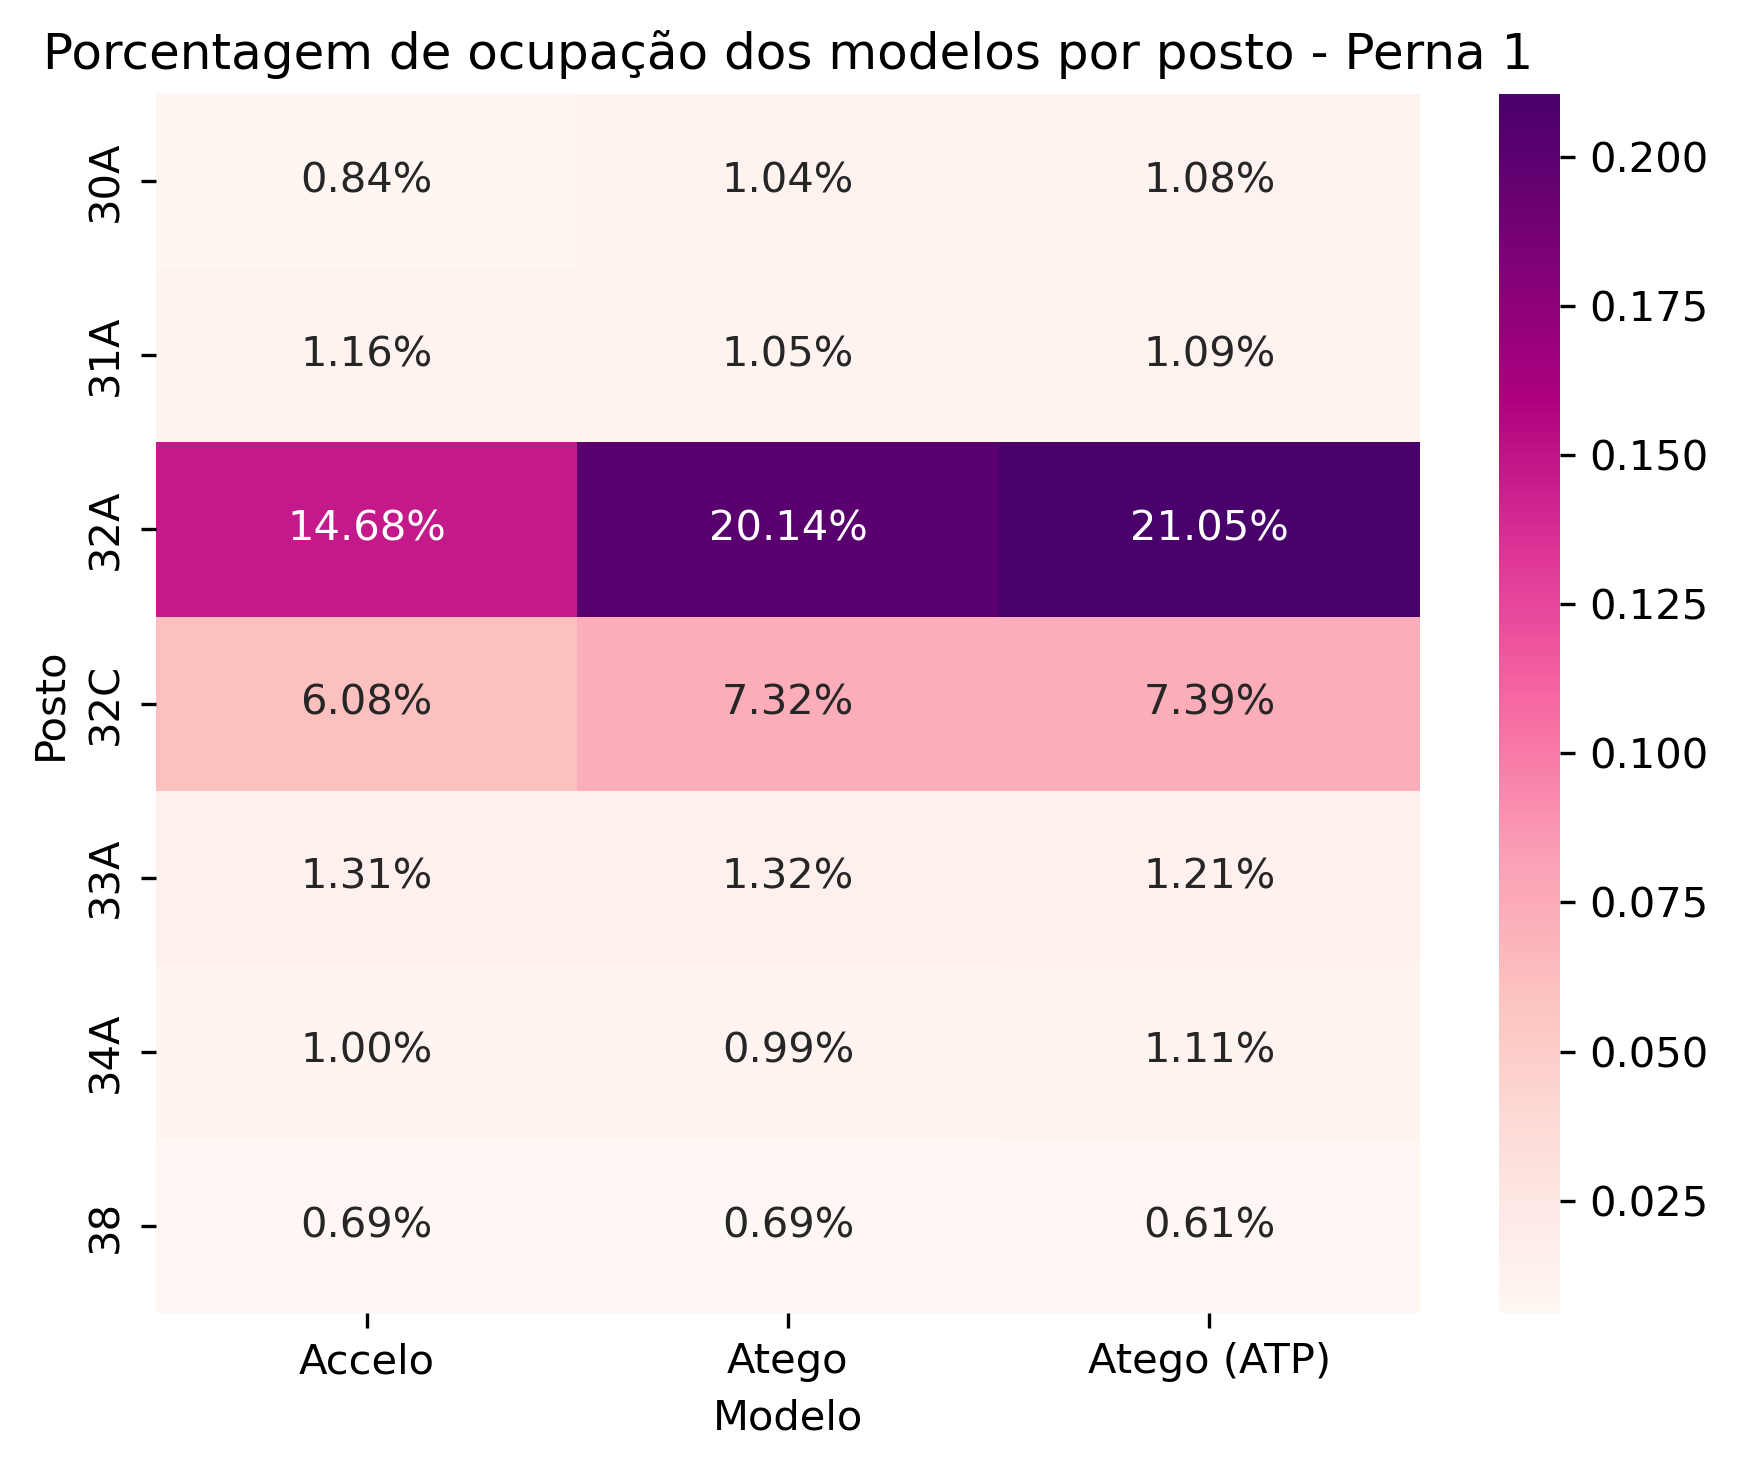 Porcentagem de ocupação dos modelos por posto - Perna 1
30A 0.84% 1.04% 1.08%
31A 1.16% 1.05% 1.09%
32A 14.68% 20.14% 21.05%
32C 6.08% 7.32% 7.39%
33A 1.31% 1.32% 1.21%
34A 1.00% 0.99% 1.11%
38 0.69% 0.69% 0.61%
Posto
Accelo Atego Atego (ATP)
Modelo
0.200
0.175
0.150
0.125
0.100
0.075
0.050
0.025